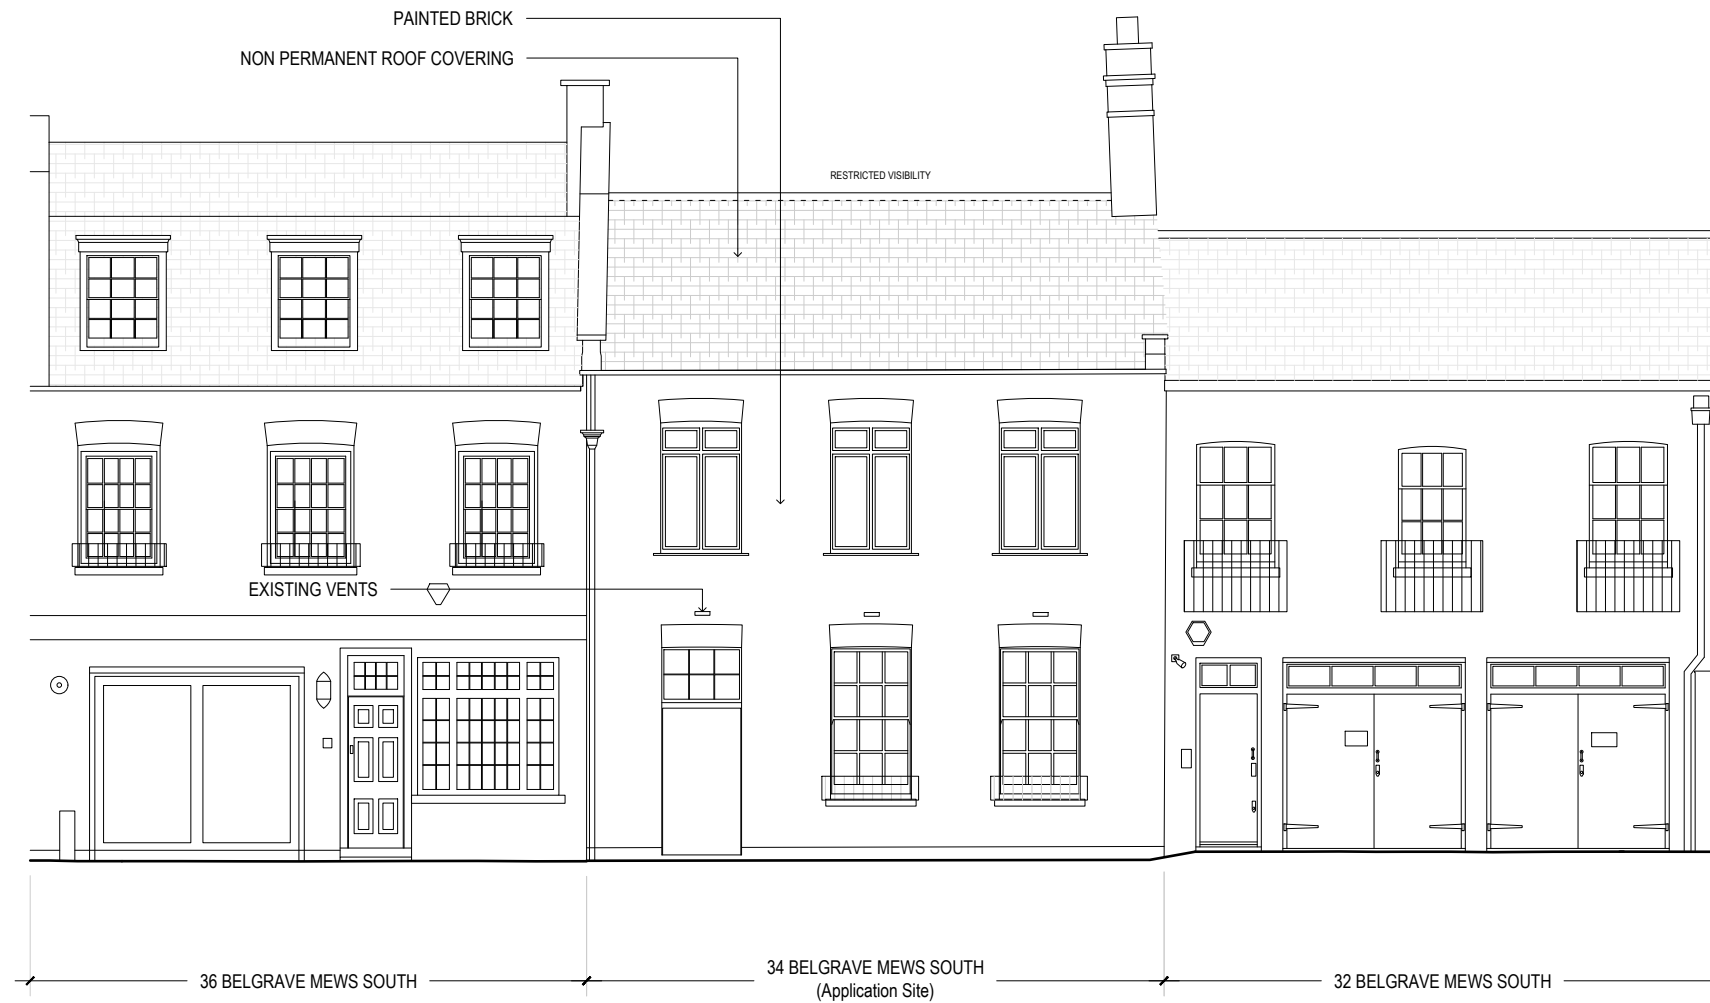 PAINTED BRICK
NON PERMANENT ROOF COVERING
RESTRICTED VISIBILITY
EXISTING VENTS
36 BELGRAVE MEWS SOUTH
34 BELGRAVE MEWS SOUTH
(Application Site)
32 BELGRAVE MEWS SOUTH